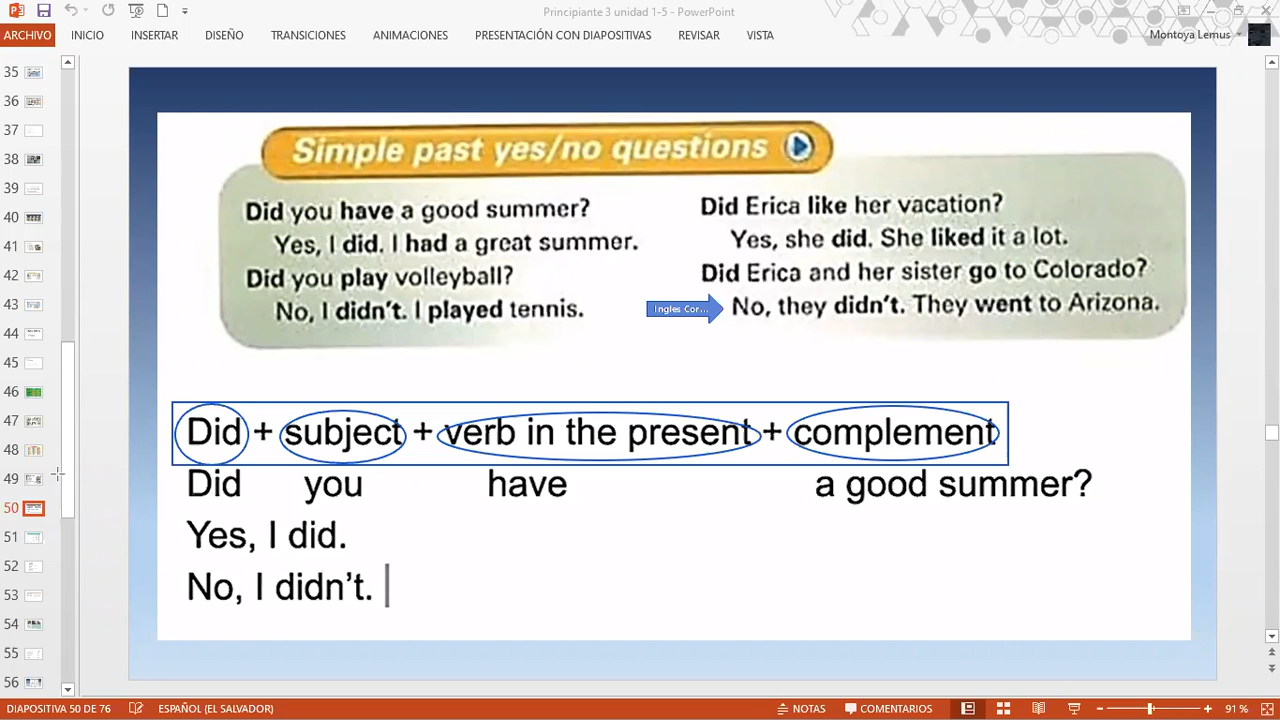 Principiante 3 unidad 1-5 - PowerPoint
ARCHIVO INICIO INSERTAR DISEÑO TRANSICIONES ANIMACIONES PRESENTACIÓN CON DIAPOSITIVAS REVISAR VISTA Montoya Lemus
35
36
37
38
39
40
41
42
43
44
45
46
47
48
49
50
51
52
53
54
55
56
Simple past yes/no questions
Did you have a good summer?
Yes, I did. I had a great summer.
Did you play volleyball?
No, I didn't. I played tennis.
Did Erica like her vacation?
Yes, she did. She liked it a lot.
Did Erica and her sister go to Colorado?
Ingles Cor...
No, they didn't. They went to Arizona.
Did + subject + verb in the present + complement
Did you have a good summer?
Yes, I did.
No, I didn't.
DIAPOSITIVA 50 DE 76 ESPAÑOL (EL SALVADOR) NOTAS COMENTARIOS 91 %